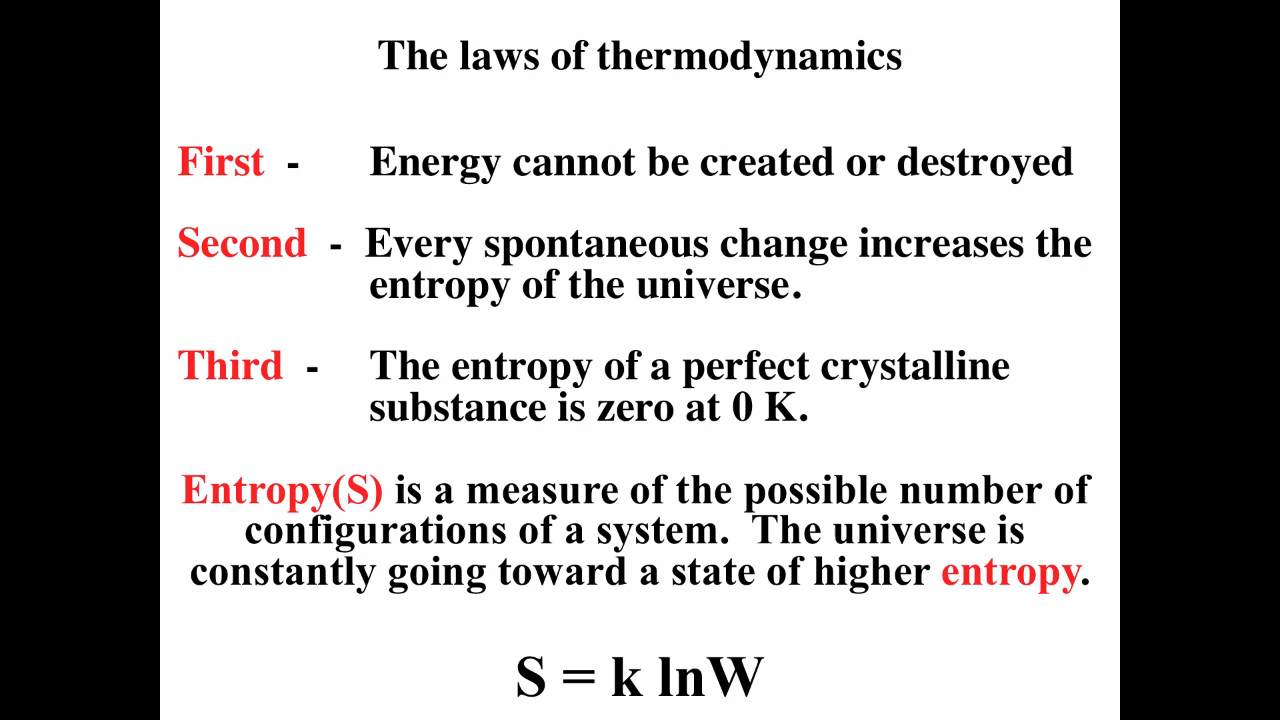 The laws of thermodynamics
First - Energy cannot be created or destroyed
Second - Every spontaneous change increases the
entropy of the universe.
Third - The entropy of a perfect crystalline
substance is zero at 0 K.
Entropy(S) is a measure of the possible number of
configurations of a system. The universe is
constantly going toward a state of higher entropy.
S = k lnW